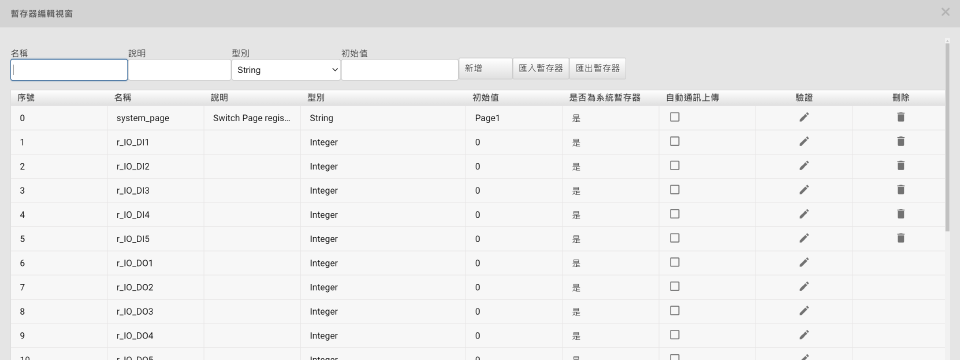 暫存器編輯視窗
名稱 說明 型別 初始值
String 新增 匯入暫存器 匯出暫存器
序號 名稱 說明 型別 初始值 是否為系統暫存器 自動通訊上傳 驗證 刪除
0 system_page Switch Page regis... String Page1 是
1 r_IO_DI1 Integer 0 是
2 r_IO_DI2 Integer 0 是
3 r_IO_DI3 Integer 0 是
4 r_IO_DI4 Integer 0 是
5 r_IO_DI5 Integer 0 是
6 r_IO_DO1 Integer 0 是
7 r_IO_DO2 Integer 0 是
8 r_IO_DO3 Integer 0 是
9 r_IO_DO4 Integer 0 是
10 r_IO_DO5 Integer 0 是